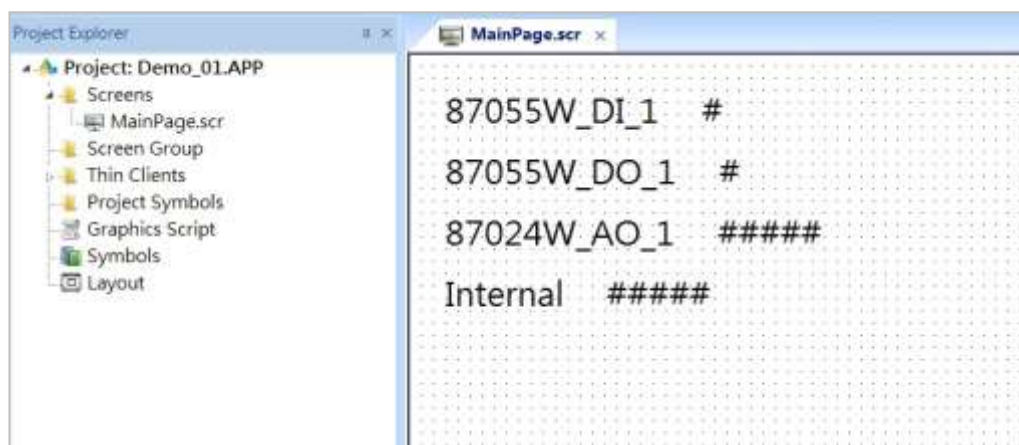 Project Explorer
Project: Demo_01.APP
Screens
MainPage.scr
Screen Group
Thin Clients
Project Symbols
Graphics Script
Symbols
Layout
MainPage.scr ×
87055W_DI_1 #
87055W_DO_1 #
87024W_AO_1 #####
Internal #####